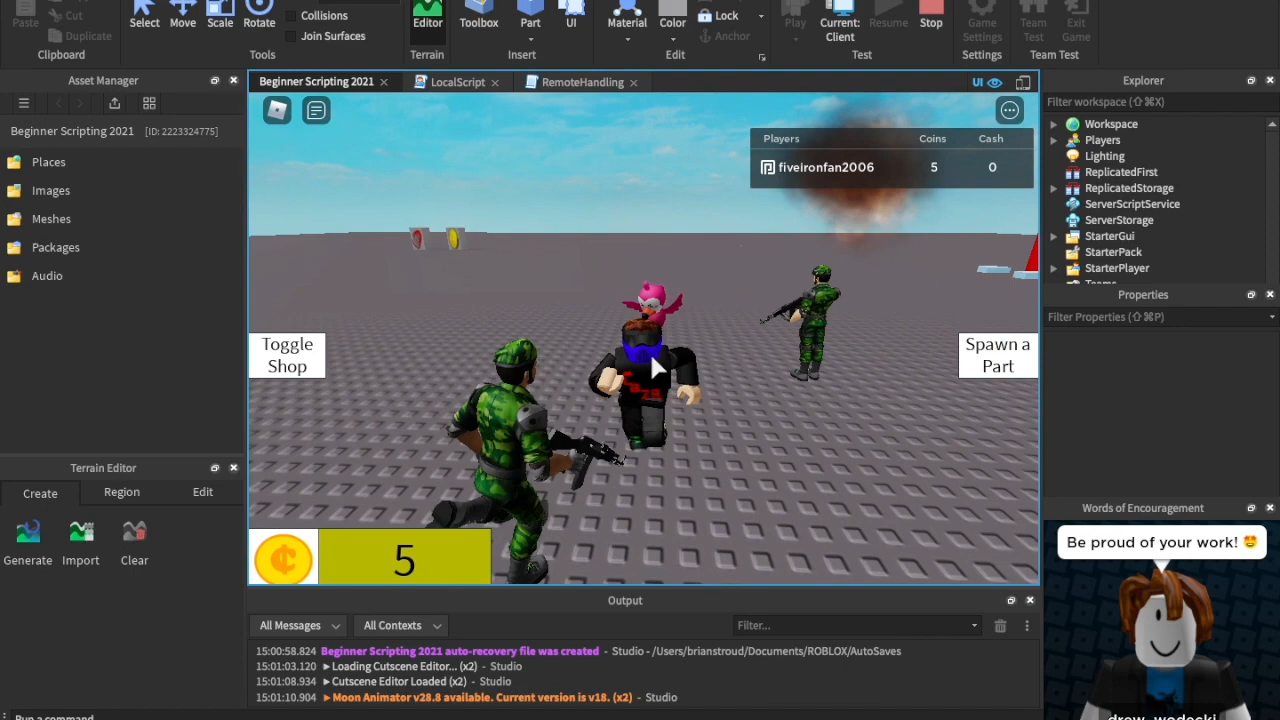 Paste
Cut
Duplicate
Clipboard
Select
Move
Scale
Rotate
Collisions
Join Surfaces
Tools
Editor
Terrain
Toolbox
Part
UI
Insert
Material
Color
Lock
Anchor
Edit
Play
Current:
Client
Resume
Stop
Test
Game
Settings
Settings
Team
Test
Exit
Game
Team Test
Asset Manager
Beginner Scripting 2021 [ID: 2223324775]
Places
Images
Meshes
Packages
Audio
Terrain Editor
Create
Region
Edit
Generate
Import
Clear
Beginner Scripting 2021
LocalScript
RemoteHandling
UI
Players Coins Cash
fiveironfan2006 5 0
Toggle
Shop
Spawn a
Part
5
Output
All Messages
All Contexts
Filter...
15:00:58.824 Beginner Scripting 2021 auto-recovery file was created - Studio - /Users/brianstroud/Documents/ROBLOX/AutoSaves
15:01:03.120 ►Loading Cutscene Editor... (x2) - Studio
15:01:08.934 ►Cutscene Editor Loaded (x2) - Studio
15:01:10.904 ►Moon Animator v28.8 available. Current version is v18. (x2) - Studio
Run a command
Explorer
Filter workspace (⇧⌘X)
Workspace
Players
Lighting
ReplicatedFirst
ReplicatedStorage
ServerScriptService
ServerStorage
StarterGui
StarterPack
StarterPlayer
Teams
Properties
Filter Properties (⇧⌘P)
Words of Encouragement
Be proud of your work! 🤩
drew_wodecki